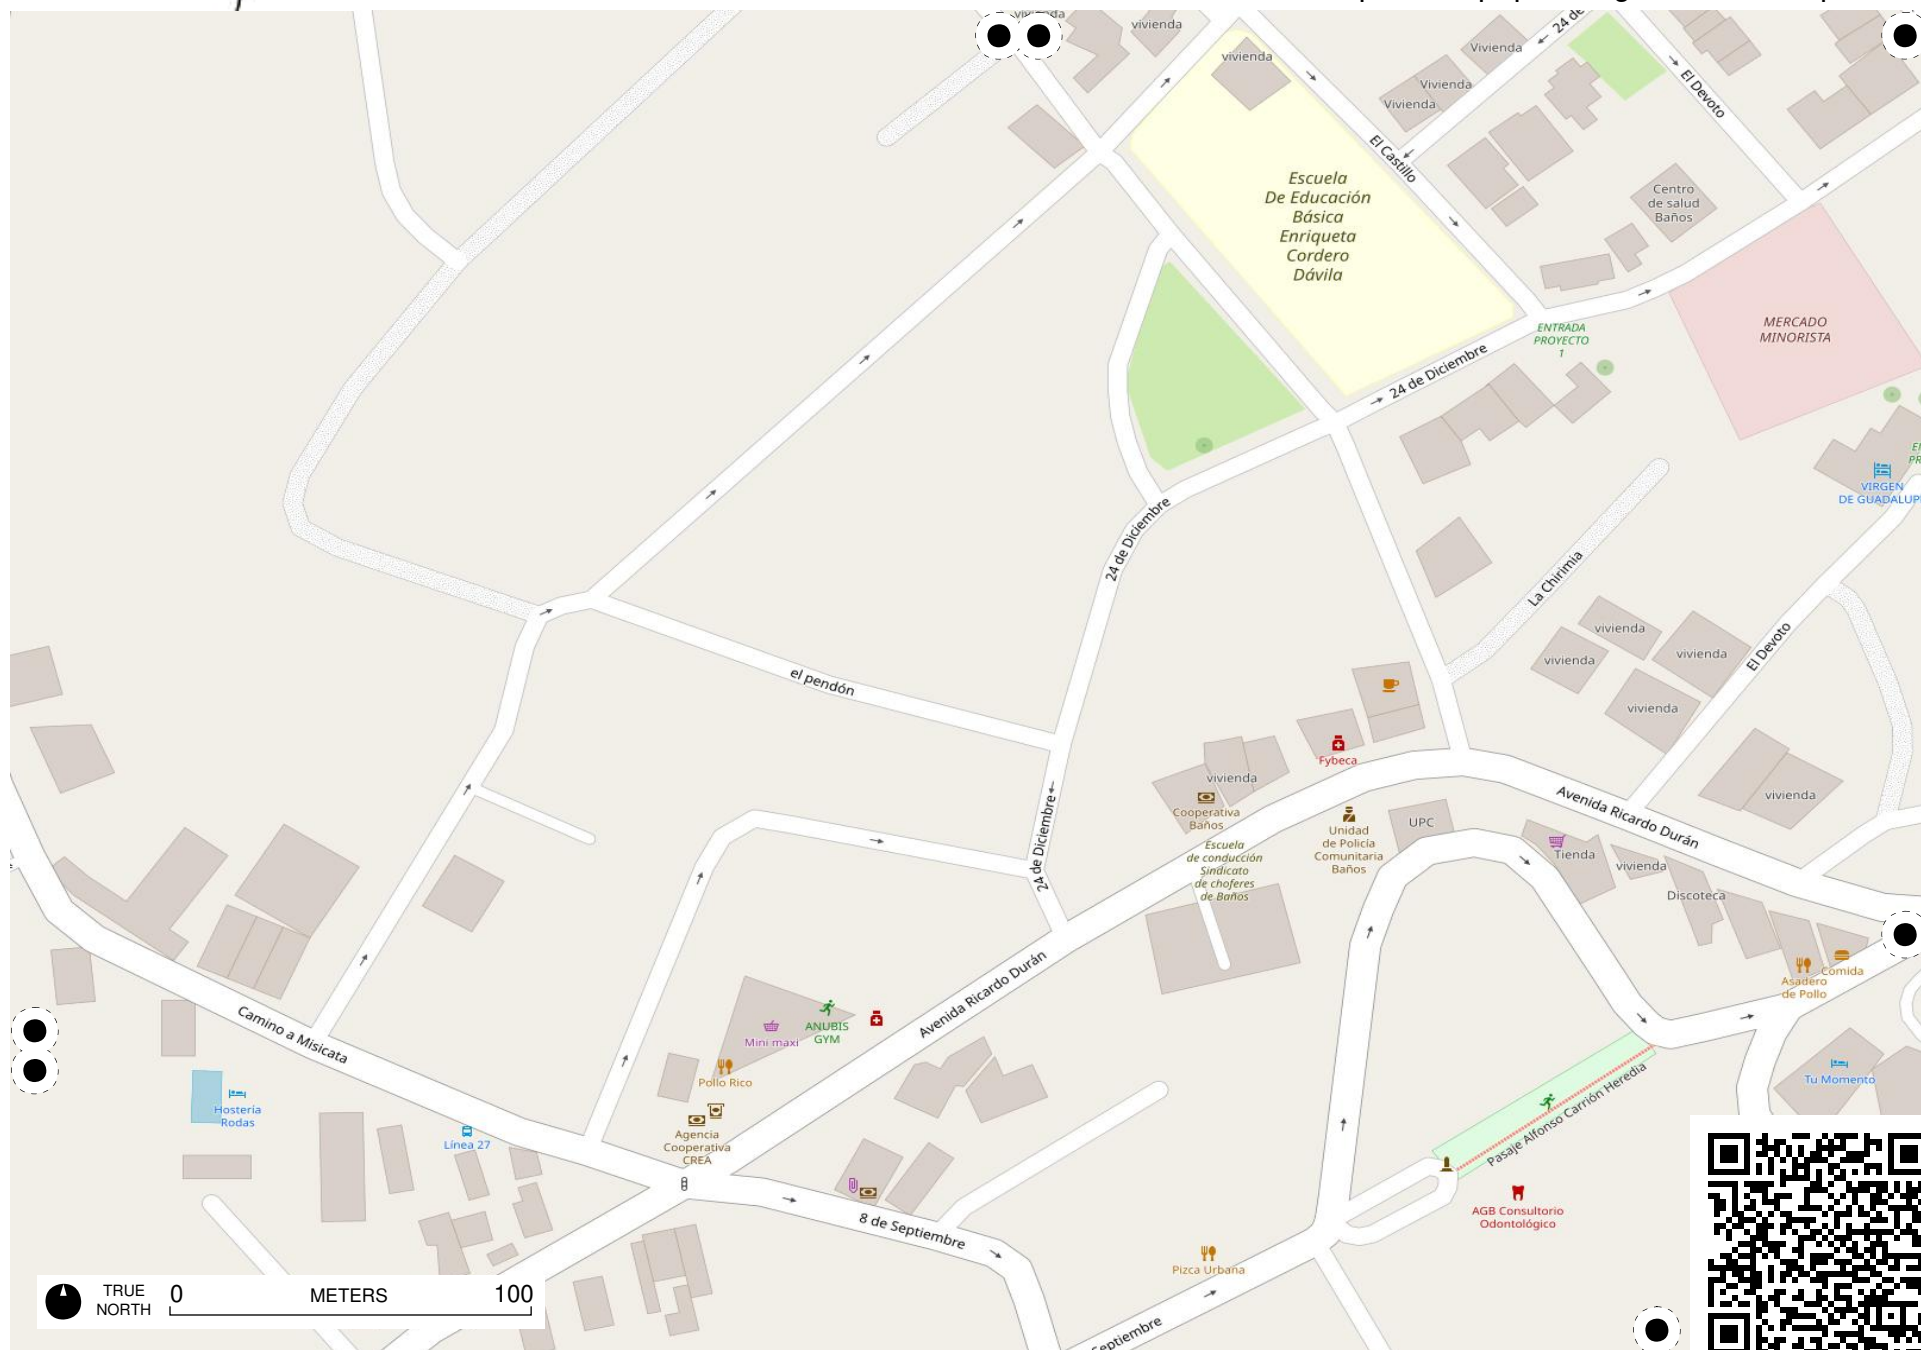 vivienda
vivienda
24 de
Vivienda
vivienda
Vivienda
Vivienda
El Devoto
El Castillo
Escuela
De Educación
Básica
Enriqueta
Cordero
Dávila
Centro
de salud
Baños
MERCADO
MINORISTA
ENTRADA
PROYECTO
1
24 de Diciembre
VIRGEN
DE GUADALUP
24 de Diciembre
La Chirimia
El Devoto
vivienda
vivienda
vivienda
vivienda
el pendón
Fybeca
vivienda
vivienda
Avenida Ricardo Durán
Cooperativa
Baños
UPC
Unidad
de Policía
Comunitaria
Baños
24 de Diciembre
Escuela
de conducción
Sindicato
de choferes
de Baños
Tienda
vivienda
Discoteca
Comida
Asadero
de Pollo
Avenida Ricardo Durán
Camino a Misicata
ANUBIS
GYM
Mini maxi
Pollo Rico
Tu Momento
Pasaje Alfonso Carrión Heredia
Hostería
Rodas
Línea 27
Agencia
Cooperativa
CREA
AGB Consultorio
Odontológico
8 de Septiembre
Pizca Urbana
Septiembre
TRUE
NORTH
0
METERS
100